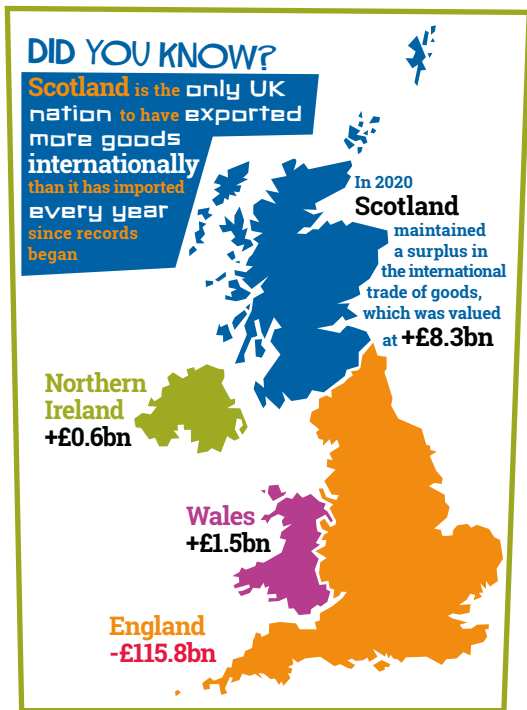 DID YOU KNOW?
Scotland is the only UK
nation to have exported
more goods
internationally
than it has imported
every year
since records
began
In 2020
Scotland
maintained
a surplus in
the international
trade of goods,
which was valued
at +£8.3bn
Northern
Ireland
+£0.6bn
Wales
+£1.5bn
England
-£115.8bn